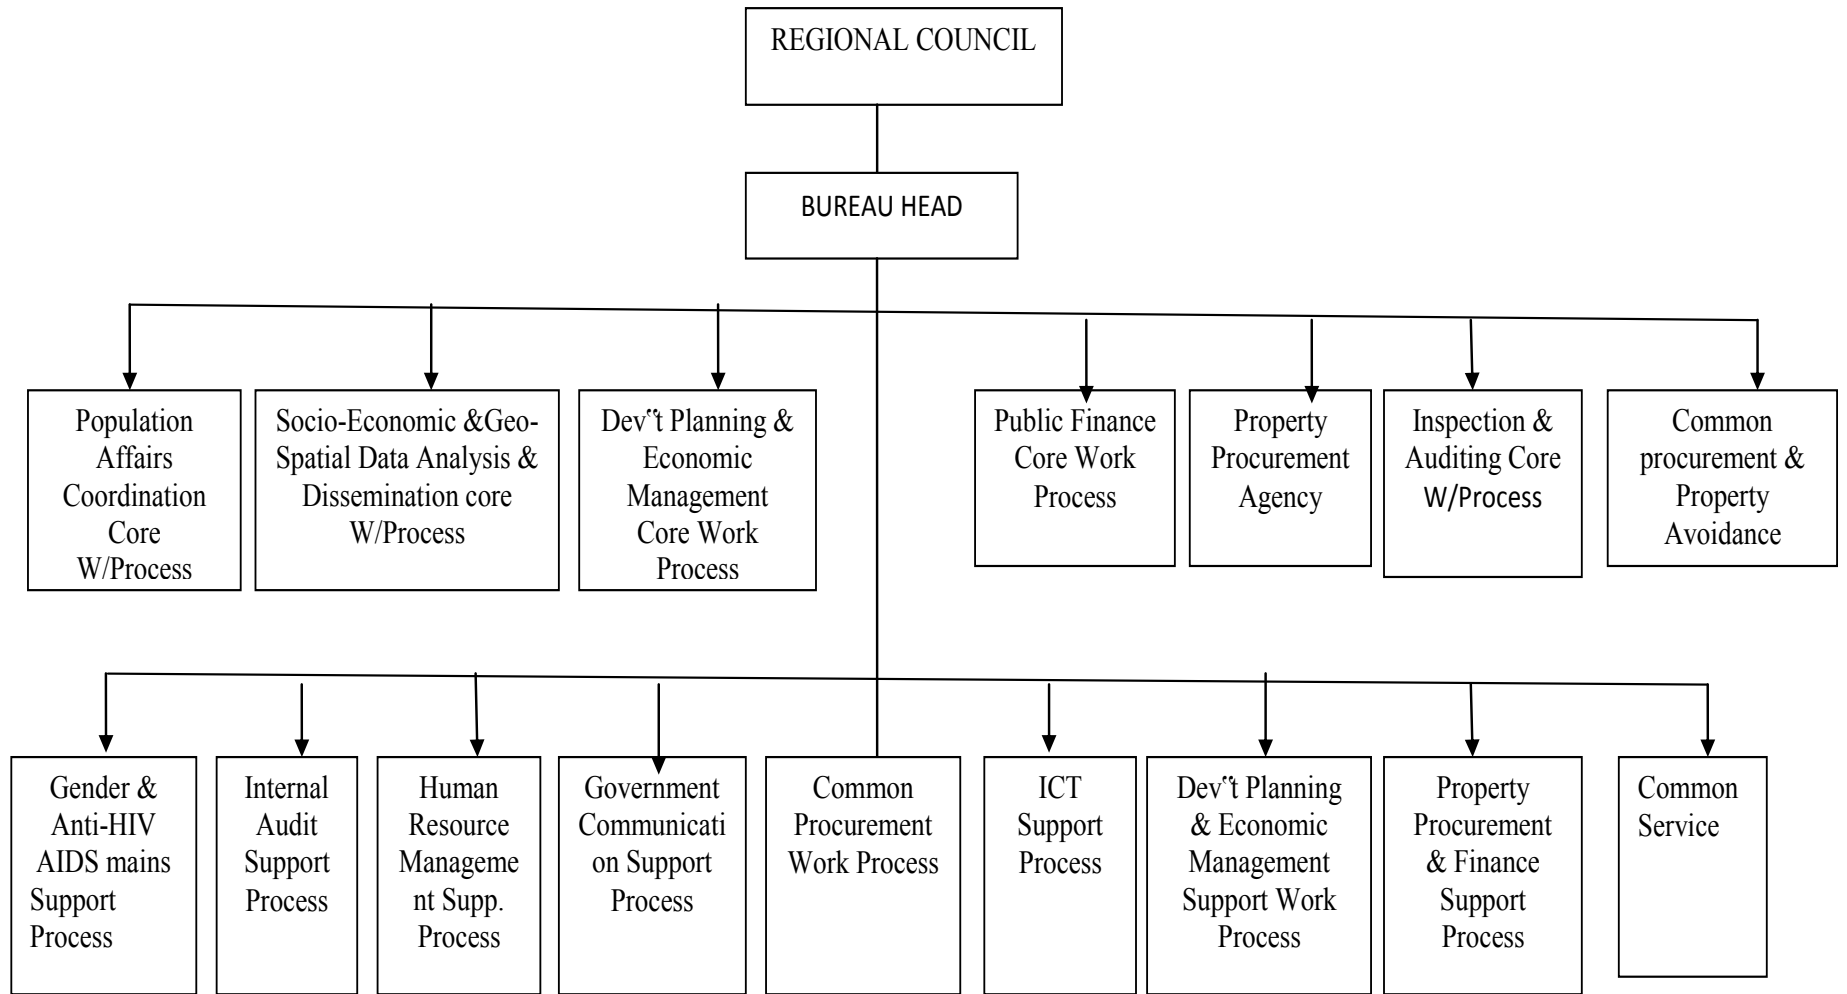 REGIONAL COUNCIL
BUREAU HEAD
Population
Affairs
Coordination
Core
W/Process
Socio-Economic &Geo-
Spatial Data Analysis &
Dissemination core
W/Process
Dev‟t Planning &
Economic
Management
Core Work
Process
Public Finance
Core Work
Process
Property
Procurement
Agency
Inspection &
Auditing Core
W/Process
Common
procurement &
Property
Avoidance
Gender &
Anti-HIV
AIDS mains
Support
Process
Internal
Audit
Support
Process
Human
Resource
Manageme
nt Supp.
Process
Government
Communicati
on Support
Process
Common
Procurement
Work Process
ICT
Support
Process
Dev‟t Planning
& Economic
Management
Support Work
Process
Property
Procurement
& Finance
Support
Process
Common
Service